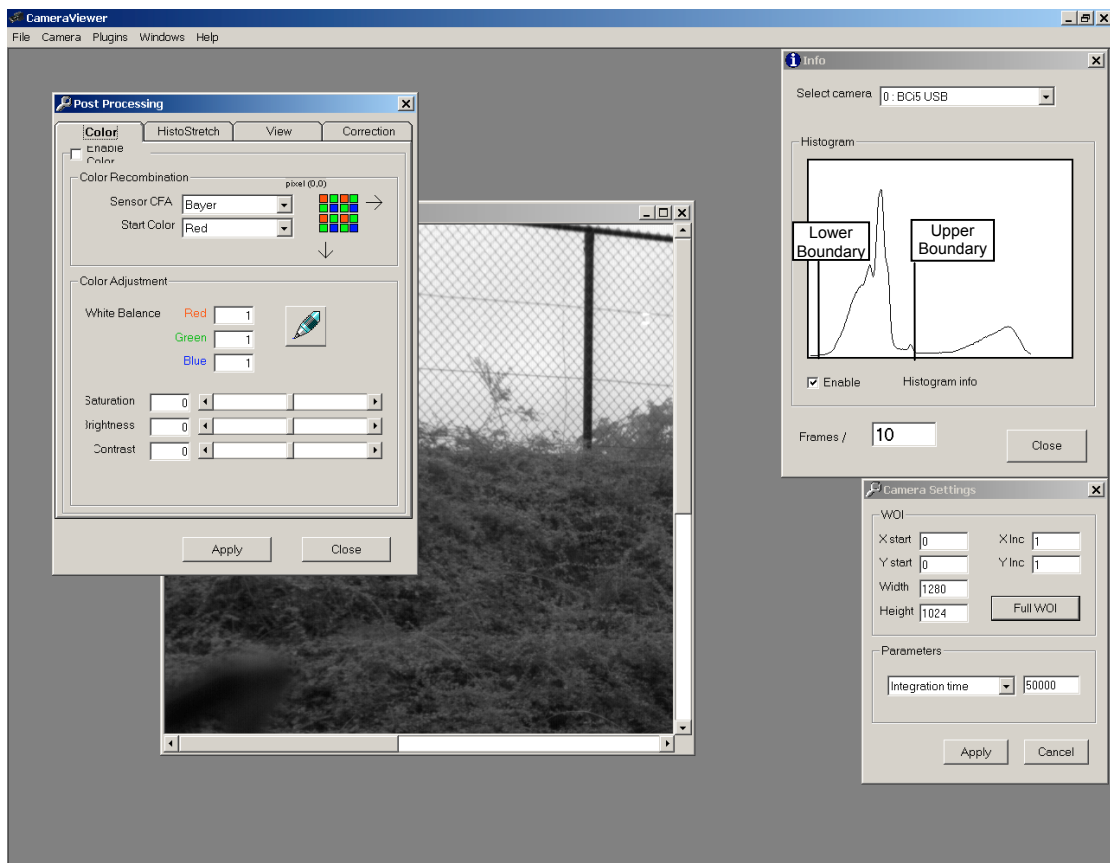 CameraViewer
File Camera Plugins Windows Help
Post Processing
Color HistoStretch View Correction
Enable
Color
Color Recombination
pixel (0,0)
Sensor CFA Bayer
Start Color Red
Color Adjustment
White Balance Red 1
Green 1
Blue 1
Saturation 0
Brightness 0
Contrast 0
Apply Close
Info
Select camera 0 : BCi5 USB
Histogram
Lower
Boundary
Upper
Boundary
Enable Histogram info
Frames / 10
Close
Camera Settings
WOI
X start 0 X Inc 1
Y start 0 Y Inc 1
Width 1280
Height 1024 Full WOI
Parameters
Integration time 50000
Apply Cancel